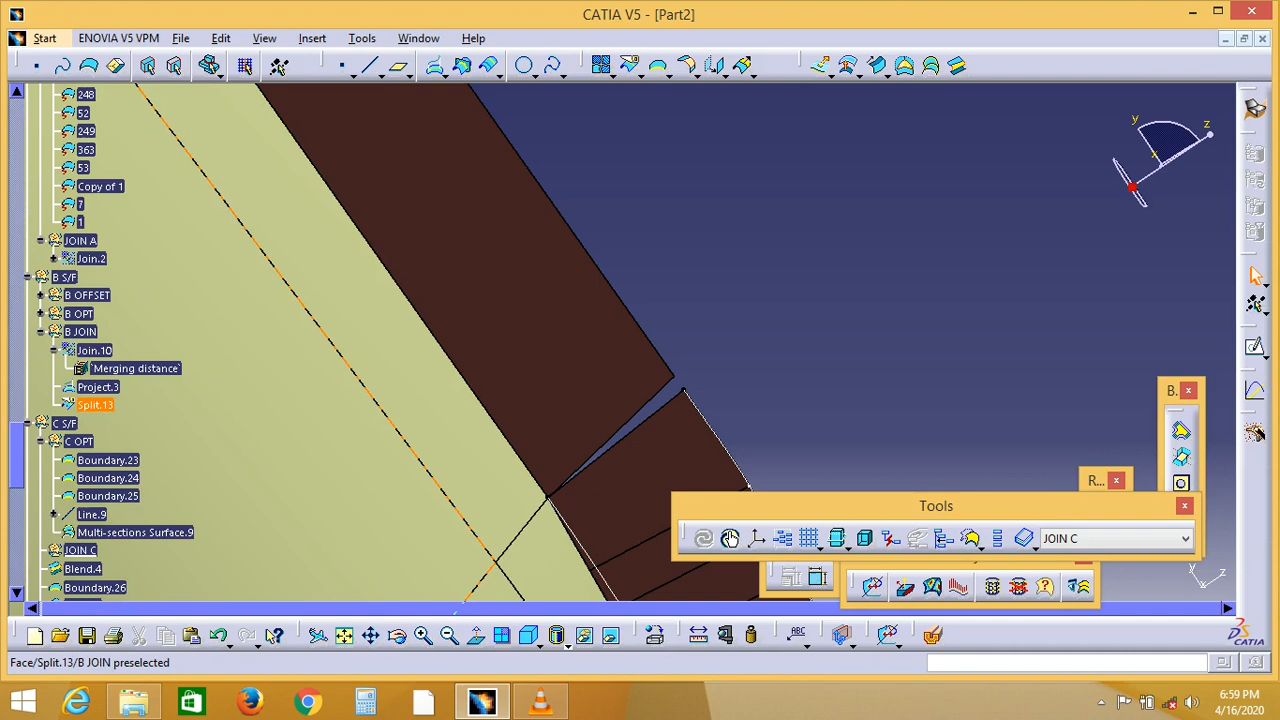 CATIA V5 - [Part2]
Start ENOVIA V5 VPM File Edit View Insert Tools Window Help
248
52
249
363
53
Copy of 1
7
1
JOIN A
Join.2
B S/F
B OFFSET
B OPT
B JOIN
Join.10
`Merging distance`
Project.3
Split.13
C S/F
C OPT
Boundary.23
Boundary.24
Boundary.25
Line.9
Multi-sections Surface.9
JOIN C
Blend.4
Boundary.26
y
z
x
B.
R...
Tools
JOIN C
y
z
x
ABC
CATIA
Face/Split.13/B JOIN preselected
6:59 PM
4/16/2020